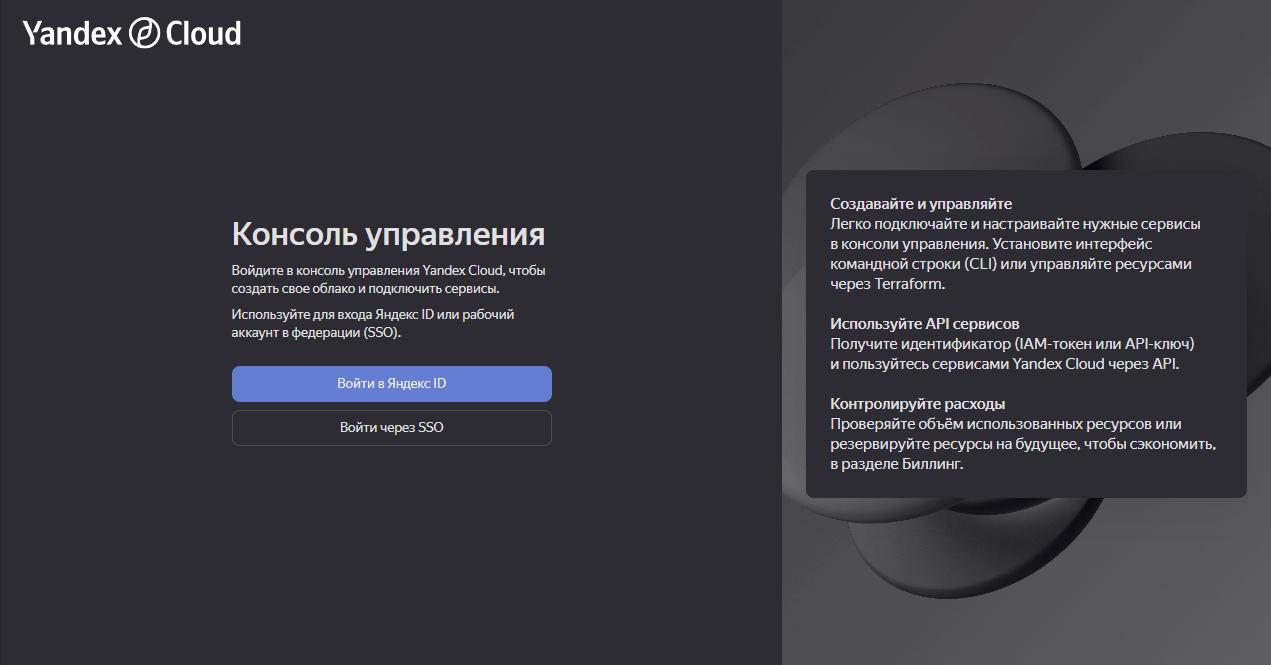 Yandex Cloud
Консоль управления
Войдите в консоль управления Yandex Cloud, чтобы
создать свое облако и подключить сервисы.
Используйте для входа Яндекс ID или рабочий
аккаунт в федерации (SSO).
Войти в Яндекс ID
Войти через SSO
Создавайте и управляйте
Легко подключайте и настраивайте нужные сервисы
в консоли управления. Установите интерфейс
командной строки (CLI) или управляйте ресурсами
через Terraform.
Используйте API сервисов
Получите идентификатор (IAM-токен или API-ключ)
и пользуйтесь сервисами Yandex Cloud через API.
Контролируйте расходы
Проверяйте объём использованных ресурсов или
резервируйте ресурсы на будущее, чтобы сэкономить,
в разделе Биллинг.